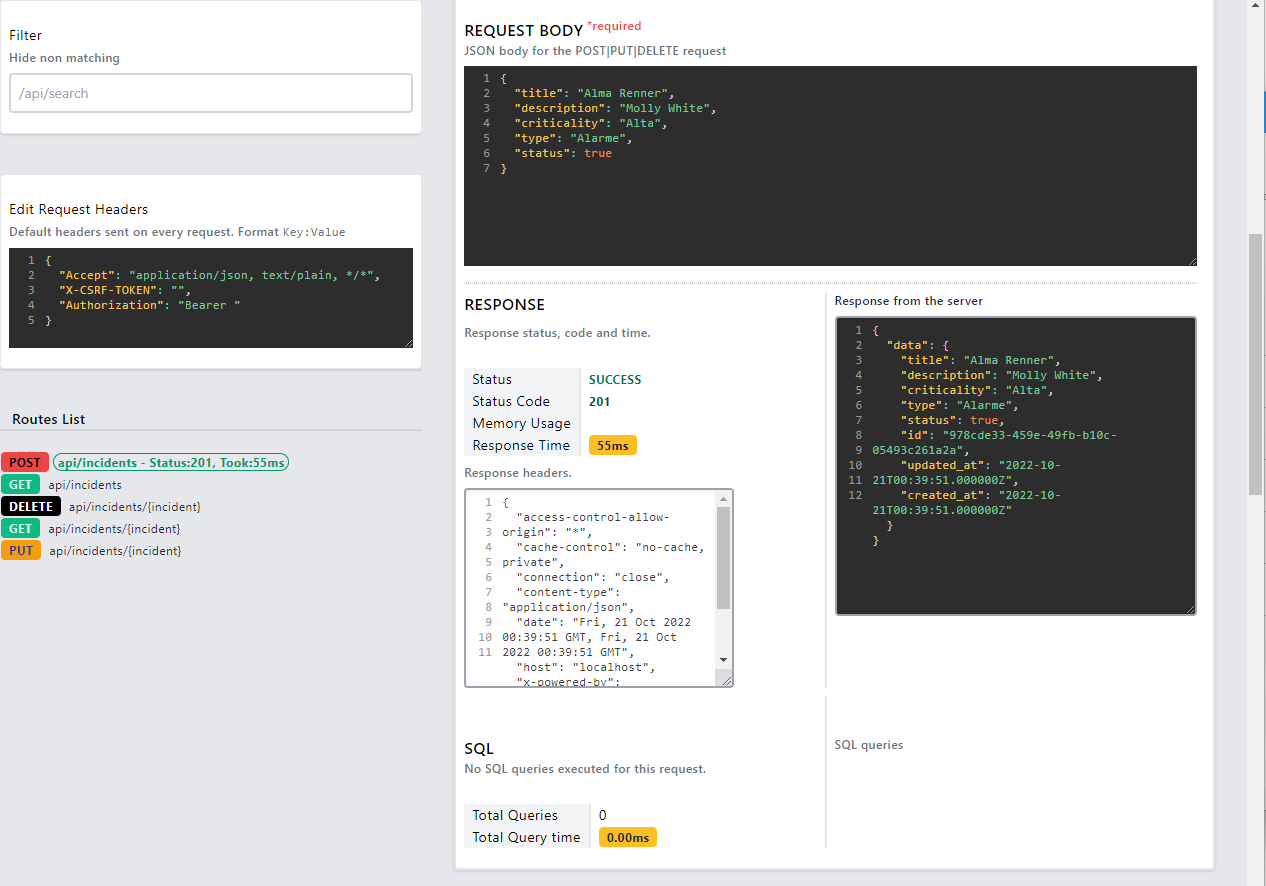 Filter
Hide non matching
/api/search
Edit Request Headers
Default headers sent on every request. Format Key:Value
1 {
2 "Accept": "application/json, text/plain, */*",
3 "X-CSRF-TOKEN": "",
4 "Authorization": "Bearer "
5 }
Routes List
POST api/incidents - Status:201, Took:55ms
GET api/incidents
DELETE api/incidents/{incident}
GET api/incidents/{incident}
PUT api/incidents/{incident}
REQUEST BODY *required
JSON body for the POST|PUT|DELETE request
1 {
2 "title": "Alma Renner",
3 "description": "Molly White",
4 "criticality": "Alta",
5 "type": "Alarme",
6 "status": true
7 }
RESPONSE
Response status, code and time.
Status SUCCESS
Status Code 201
Memory Usage
Response Time 55ms
Response headers.
1 {
2 "access-control-allow-
3 origin": "*",
4 "cache-control": "no-cache,
5 private",
6 "connection": "close",
7 "content-type":
8 "application/json",
9 "date": "Fri, 21 Oct 2022
10 00:39:51 GMT, Fri, 21 Oct
11 2022 00:39:51 GMT",
"host": "localhost",
"x-powered-by":
Response from the server
1 {
2 "data": {
3 "title": "Alma Renner",
4 "description": "Molly White",
5 "criticality": "Alta",
6 "type": "Alarme",
7 "status": true,
8 "id": "978cde33-459e-49fb-b10c-
9 05493c261a2a",
10 "updated_at": "2022-10-
11 21T00:39:51.000000Z",
12 "created_at": "2022-10-
21T00:39:51.000000Z"
}
}
SQL
No SQL queries executed for this request.
Total Queries 0
Total Query time 0.00ms
SQL queries